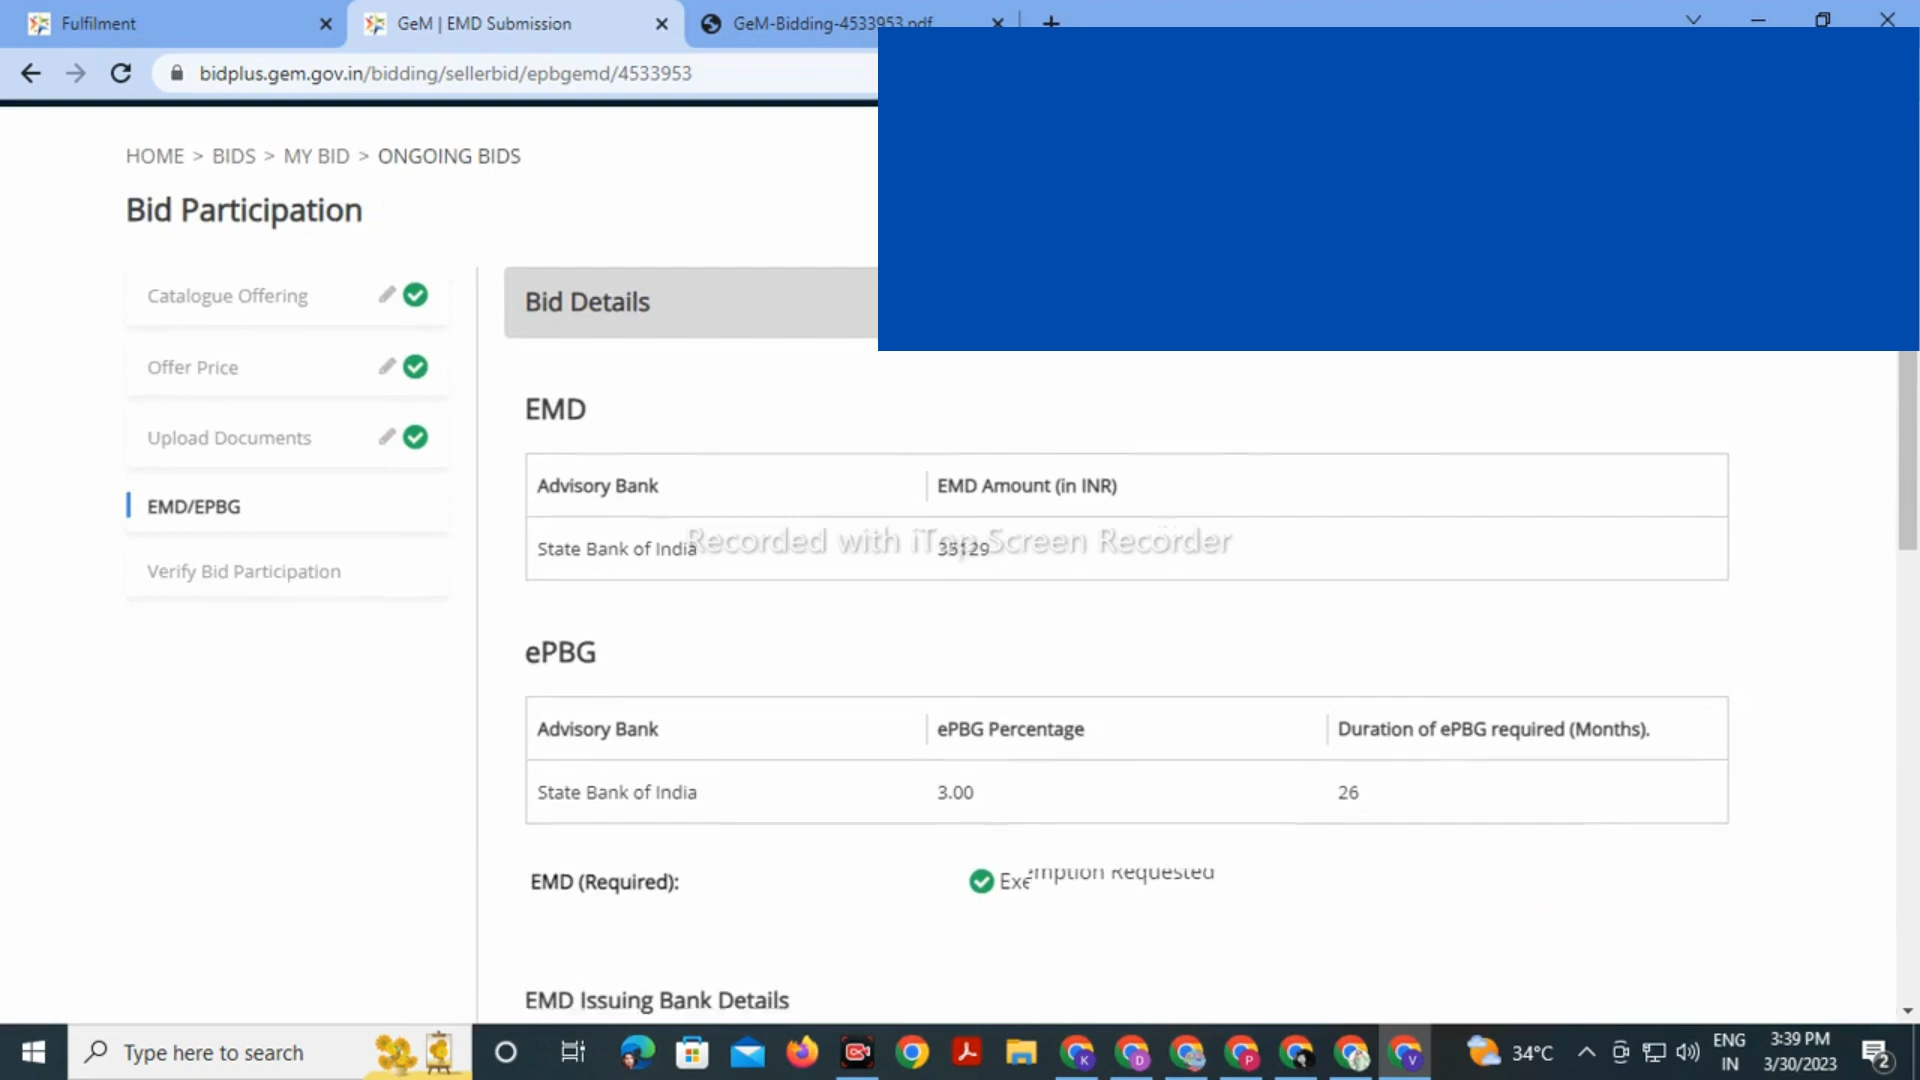 Fulfilment
GeM | EMD Submission
GeM-Bidding-4533953.pdf
bidplus.gem.gov.in/bidding/sellerbid/epbgemd/4533953
HOME > BIDS > MY BID > ONGOING BIDS
Bid Participation
Catalogue Offering
Offer Price
Upload Documents
EMD/EPBG
Verify Bid Participation
Bid Details
EMD
Advisory Bank EMD Amount (in INR)
State Bank of India 35129
Recorded with iTop Screen Recorder
ePBG
Advisory Bank ePBG Percentage Duration of ePBG required (Months).
State Bank of India 3.00 26
EMD (Required): Exemption Requested
EMD Issuing Bank Details
Type here to search
K
D
P
V
34°C
ENG
IN
3:39 PM
3/30/2023
2